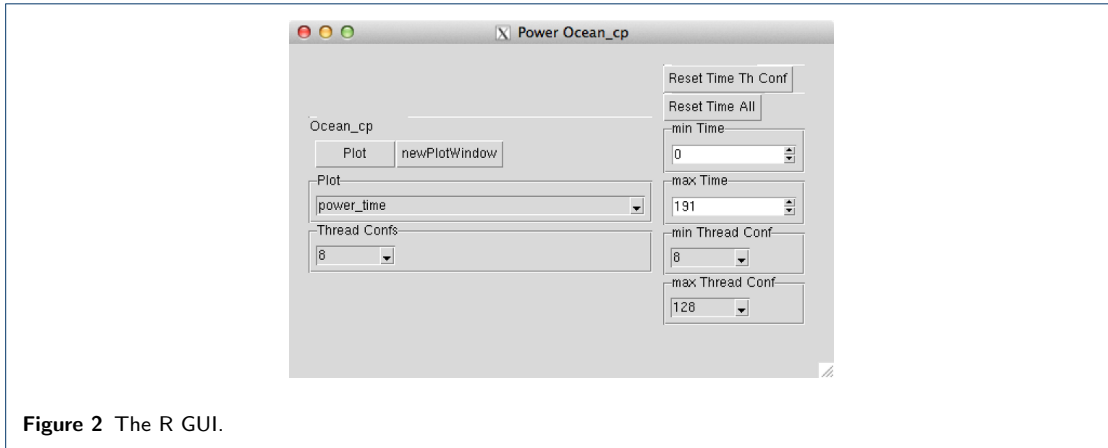 Power Ocean_cp
Reset Time Th Conf
Reset Time All
Ocean_cp
Plot newPlotWindow
Plot
power_time
Thread Confs
8
min Time
0
max Time
191
min Thread Conf
8
max Thread Conf
128
Figure 2 The R GUI.